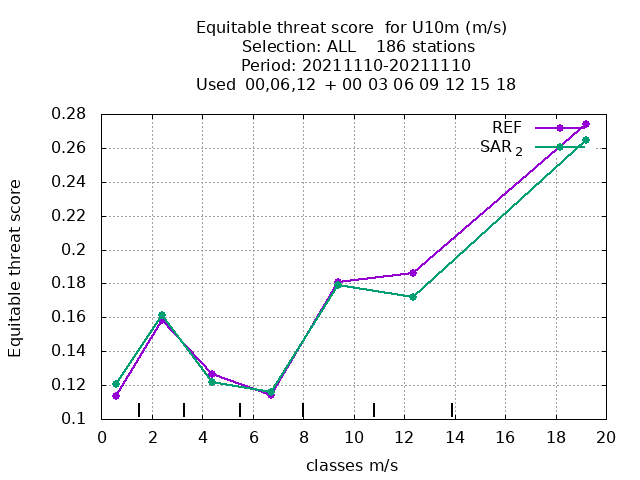 Equitable threat score for U10m (m/s)
Selection: ALL 186 stations
Period: 20211110-20211110
Used 00,06,12 + 00 03 06 09 12 15 18
REF
SAR 2
0.28
0.26
0.24
0.22
0.2
0.18
0.16
0.14
0.12
0.1
Equitable threat score
0 2 4 6 8 10 12 14 16 18 20
classes m/s